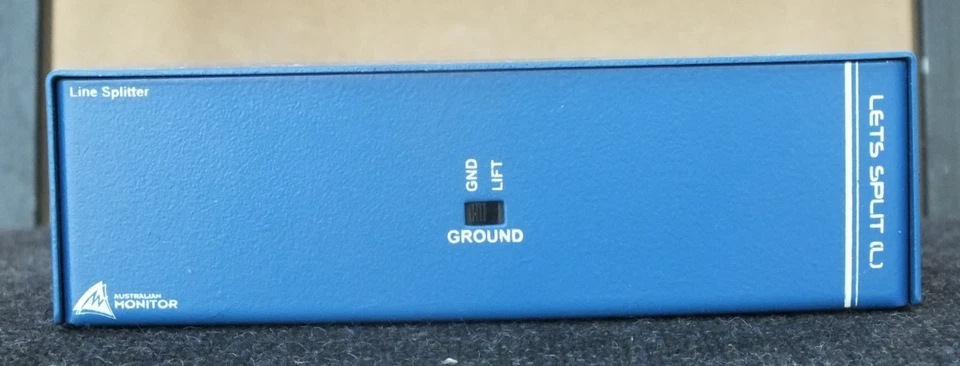 Line Splitter
GND
LIFT
GROUND
AUSTRALIAN
MONITOR
LETS SPLIT (L)